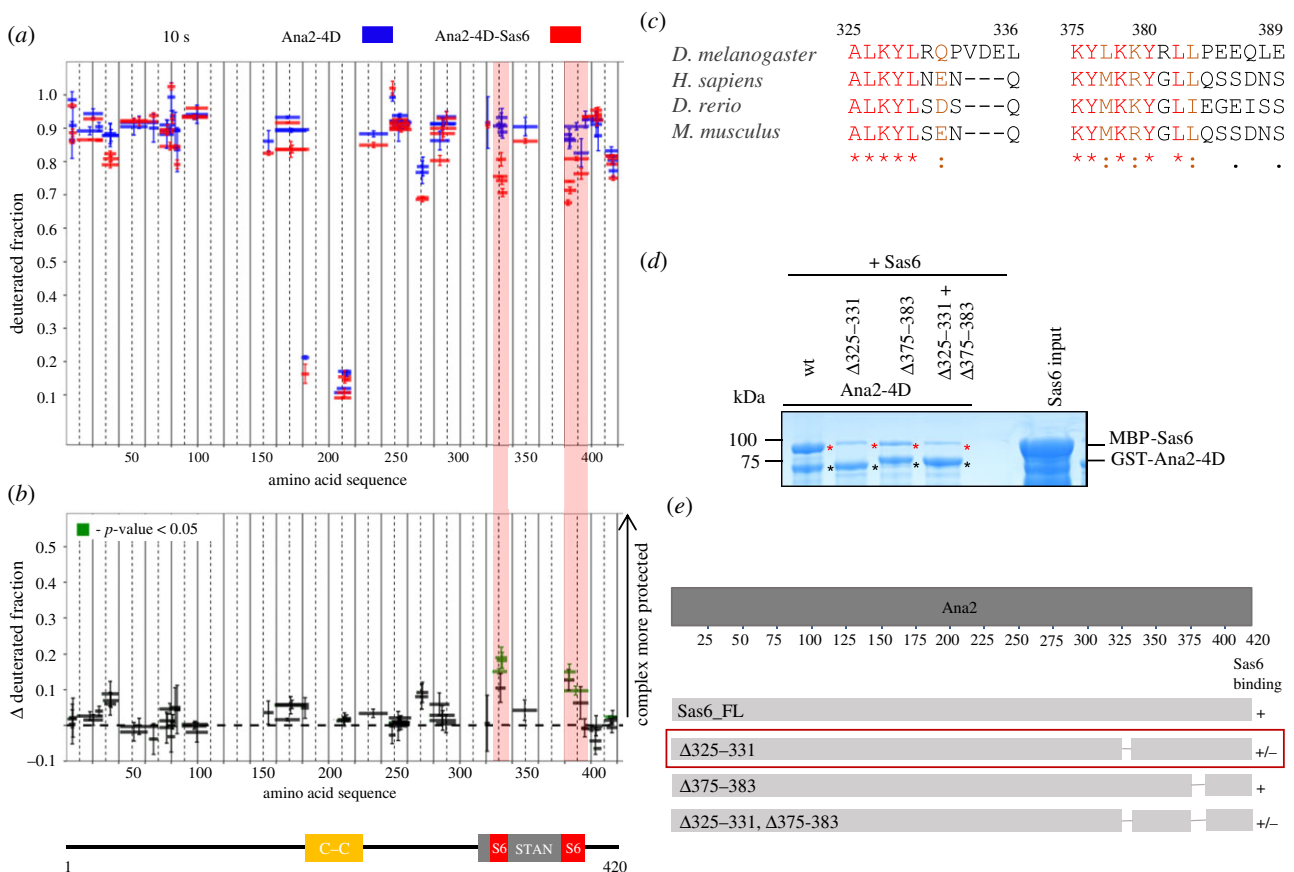 (a)
10 s
Ana2-4D
Ana2-4D-Sas6
deuterated fraction
1.0
0.9
0.8
0.7
0.6
0.5
0.4
0.3
0.2
0.1
50 100 150 200 250 300 350 400
amino acid sequence
(b)
- p-value < 0.05
Δ deuterated fraction
0.5
0.4
0.3
0.2
0.1
0
–0.1
complex more protected
50 100 150 200 250 300 350 400
amino acid sequence
C–C
S6
STAN
S6
1
420
(c)
325 336 375 380 389
D. melanogaster ALKYLRQPVDEL KYLKRYRLLPEEQLE
H. sapiens ALKYLNEN---Q KYMKRYGLLQSSDNS
D. rerio ALKYLSDS---Q KYMKRYGLIEGEISS
M. musculus ALKYLSEN---Q KYMKRYGLLQSSDNS
***** : **:*:* *: . .
(d)
+ Sas6
wt
Δ325–331
Δ375–383
Δ325–331 +
Δ375–383
Sas6 input
Ana2-4D
kDa
100
75
* * * *
* * * *
MBP-Sas6
GST-Ana2-4D
(e)
Ana2
25 50 75 100 125 150 175 200 225 250 275 300 325 350 375 420
Sas6
binding
Sas6_FL +
Δ325–331 +/–
Δ375–383 +
Δ325–331, Δ375-383 +/–